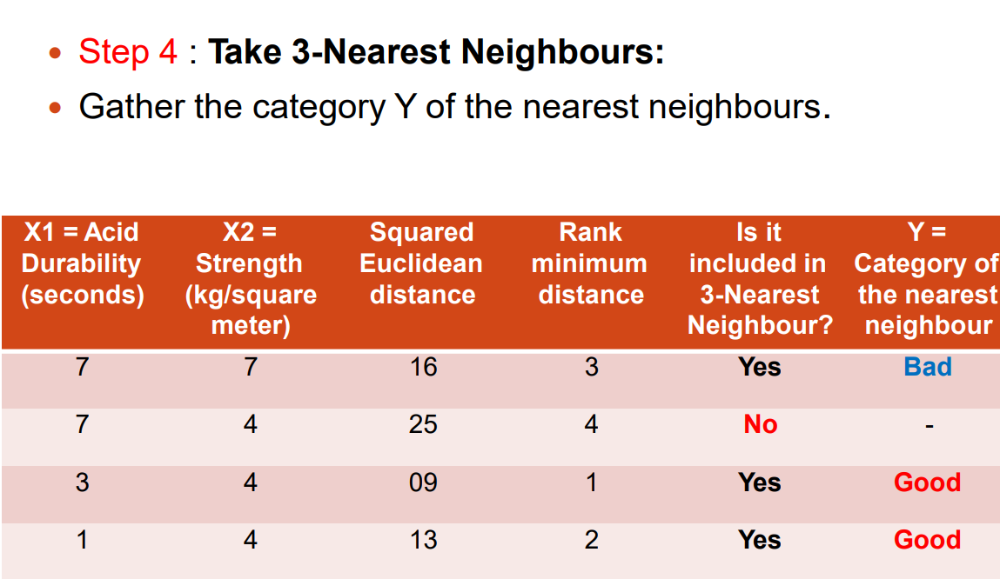 • Step 4 : Take 3-Nearest Neighbours:
• Gather the category Y of the nearest neighbours.
X1 = Acid Durability (seconds) X2 = Strength (kg/square meter) Squared Euclidean distance Rank minimum distance Is it included in 3-Nearest Neighbour? Y = Category of the nearest neighbour
7 7 16 3 Yes Bad
7 4 25 4 No -
3 4 09 1 Yes Good
1 4 13 2 Yes Good